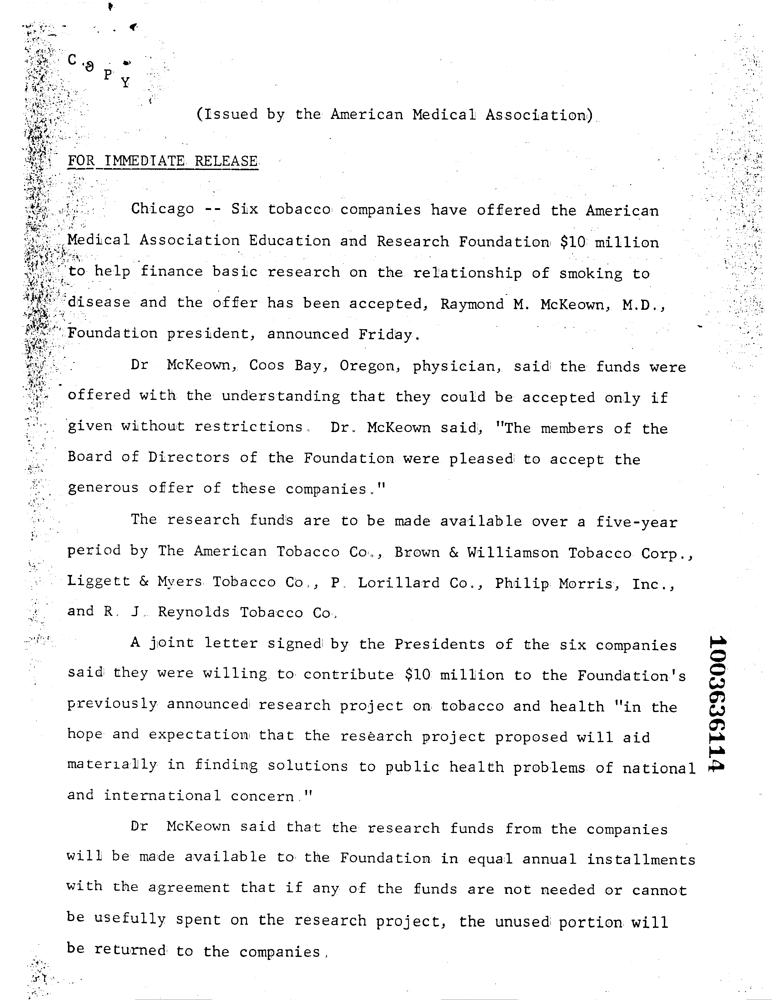 COPY
(Issued by the American Medical Association)
FOR IMMEDIATE RELEASE
Chicago -- Six tobacco companies have offered the American
Medical Association Education and Research Foundation $10 million
to help finance basic research on the relationship of smoking to
disease and the offer has been accepted, Raymond M. McKeown, M.D.,
Foundation president, announced Friday.
Dr McKeown, Coos Bay, Oregon, physician, said the funds were
offered with the understanding that they could be accepted only if
given without restrictions. Dr. McKeown said, "The members of the
Board of Directors of the Foundation were pleased to accept the
generous offer of these companies."
The research funds are to be made available over a five-year
period by The American Tobacco Co., Brown & Williamson Tobacco Corp.,
Liggett & Myers Tobacco Co., P. Lorillard Co., Philip Morris, Inc.,
and R. J. Reynolds Tobacco Co.
A joint letter signed by the Presidents of the six companies
said they were willing to contribute $10 million to the Foundation's
previously announced research project on tobacco and health "in the
hope and expectation that the research project proposed will aid
materially in finding solutions to public health problems of national
and international concern."
Dr McKeown said that the research funds from the companies
will be made available to the Foundation in equal annual installments
with the agreement that if any of the funds are not needed or cannot
be usefully spent on the research project, the unused portion will
be returned to the companies.
1003636114